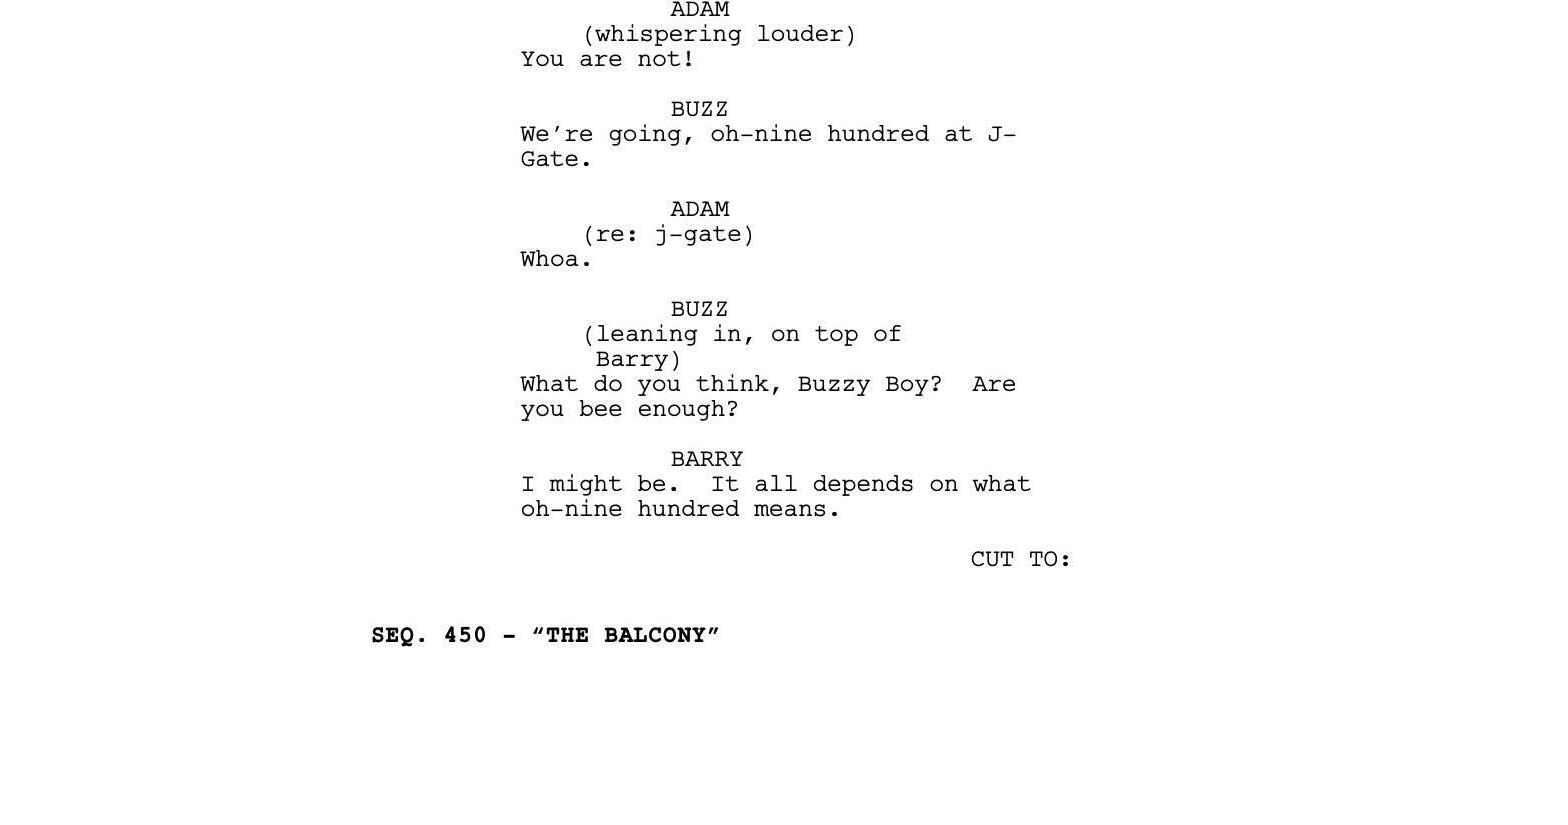 ADAM
(whispering louder)
You are not!
BUZZ
We’re going, oh-nine hundred at J-
Gate.
ADAM
(re: j-gate)
Whoa.
BUZZ
(leaning in, on top of
Barry)
What do you think, Buzzy Boy?  Are
you bee enough?
BARRY
I might be.  It all depends on what
oh-nine hundred means.
CUT TO:
SEQ. 450 - “THE BALCONY”